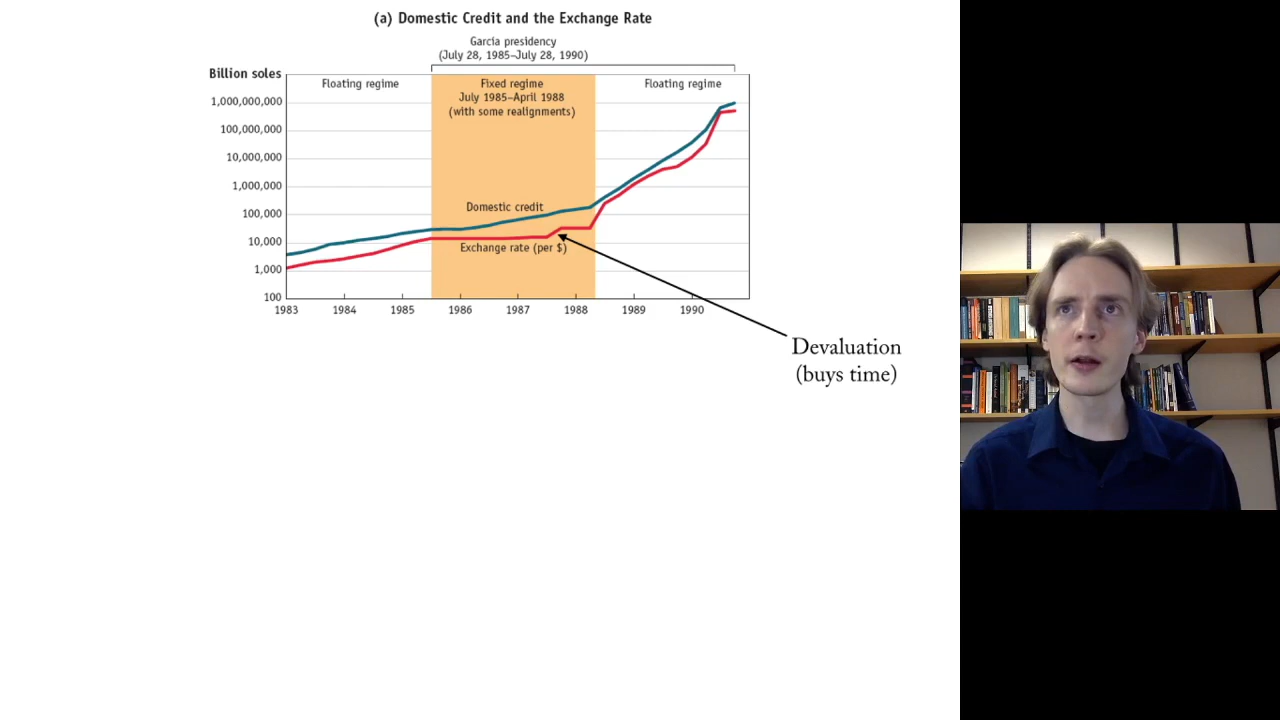 (a) Domestic Credit and the Exchange Rate
Garcia presidency
(July 28, 1985–July 28, 1990)
Billion soles
Floating regime
Fixed regime
July 1985–April 1988
(with some realignments)
Floating regime
1,000,000,000
100,000,000
10,000,000
1,000,000
100,000
10,000
1,000
100
Domestic credit
Exchange rate (per $)
1983 1984 1985 1986 1987 1988 1989 1990
Devaluation
(buys time)